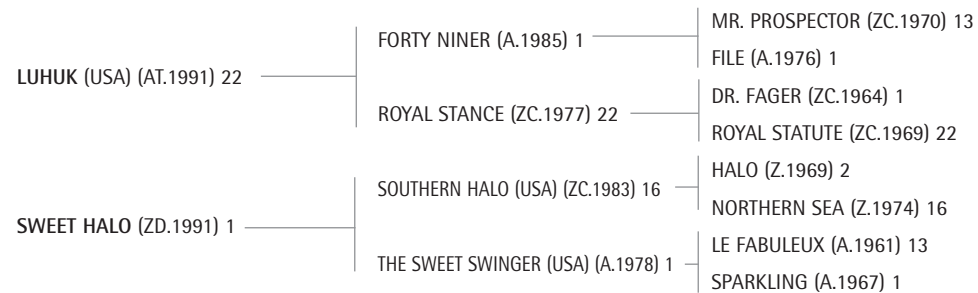 MR. PROSPECTOR (ZC.1970) 13
FORTY NINER (A.1985) 1
FILE (A.1976) 1
LUHUK (USA) (AT.1991) 22
DR. FAGER (ZC.1964) 1
ROYAL STANCE (ZC.1977) 22
ROYAL STATUTE (ZC.1969) 22
HALO (Z.1969) 2
SOUTHERN HALO (USA) (ZC.1983) 16
NORTHERN SEA (Z.1974) 16
SWEET HALO (ZD.1991) 1
LE FABULEUX (A.1961) 13
THE SWEET SWINGER (USA) (A.1978) 1
SPARKLING (A.1967) 1